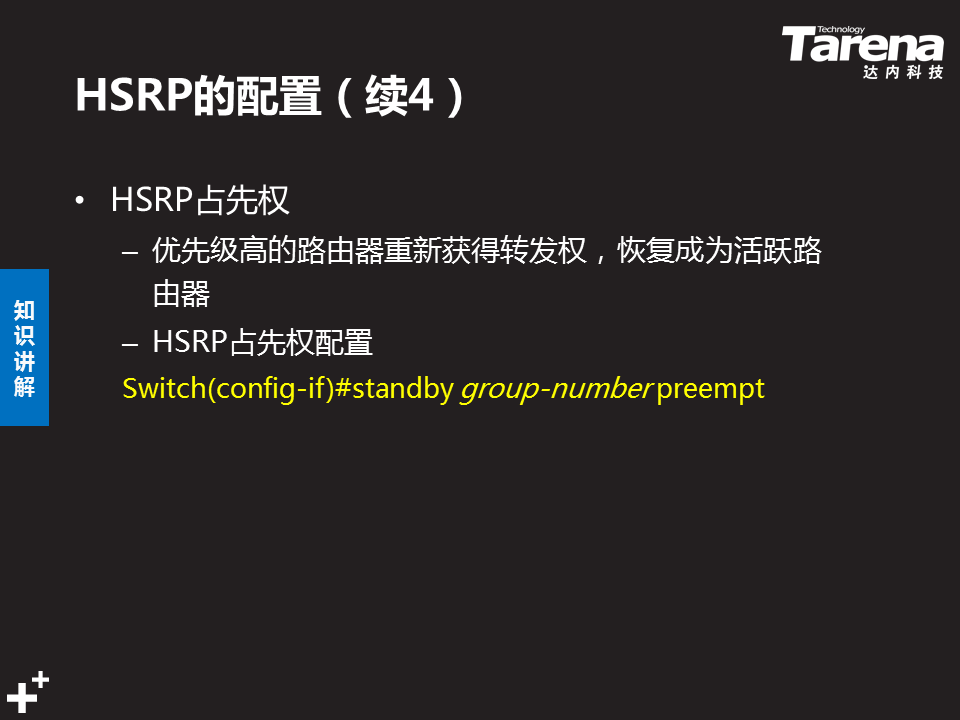 Technology
Tarena
达内科技
HSRP的配置（续4）
• HSRP占先权
– 优先级高的路由器重新获得转发权，恢复成为活跃路
由器
– HSRP占先权配置
Switch(config-if)#standby group-number preempt
知
识
讲
解